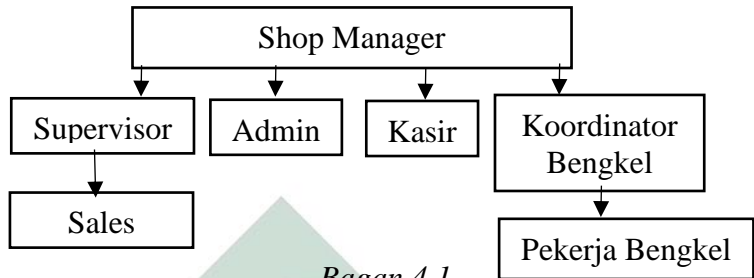 Shop Manager
Supervisor
Admin
Kasir
Koordinator
Bengkel
Sales
Pekerja Bengkel
Bagan 4.1